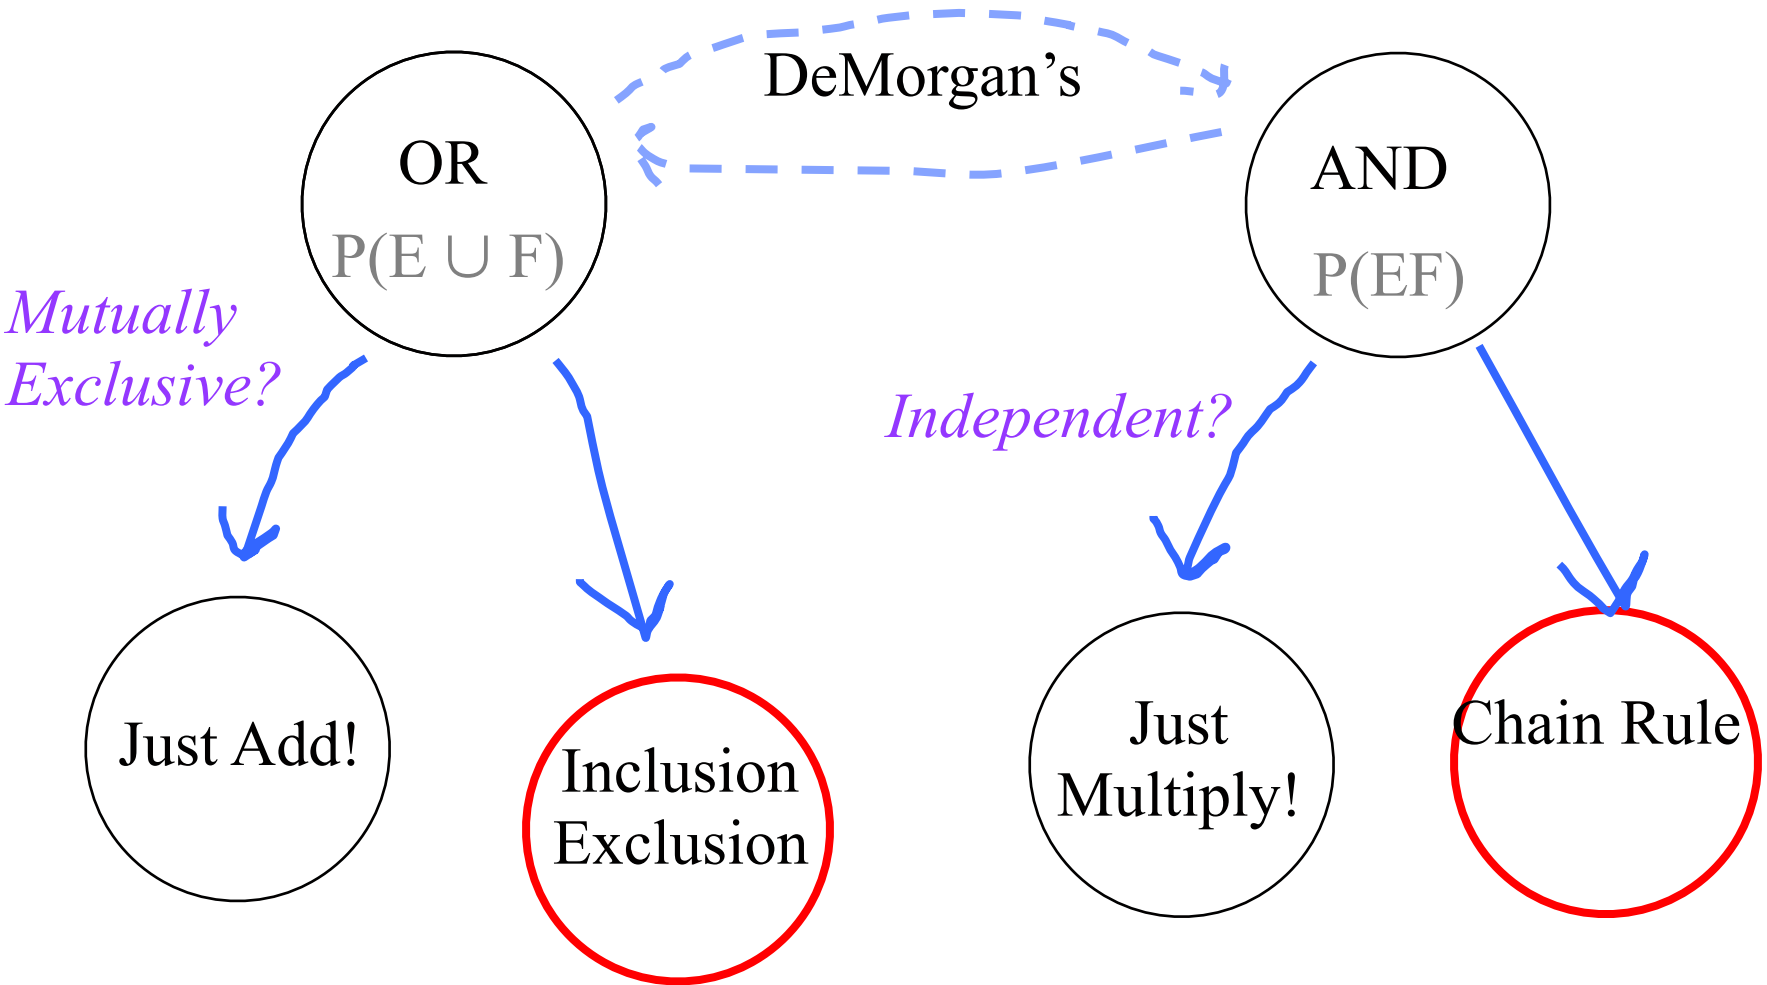 DeMorgan’s
OR
P(E ∪ F)
AND
P(EF)
Mutually
Exclusive?
Independent?
Just Add!
Inclusion
Exclusion
Just
Multiply!
Chain Rule